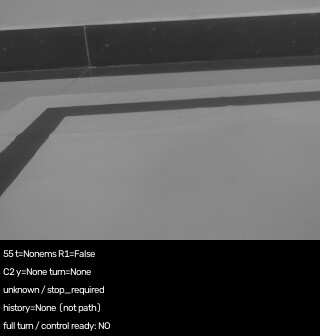 55 t=Nonems R1=False
C2 y=None turn=None
unknown / stop_required
history=None (not path)
full turn / control ready: NO